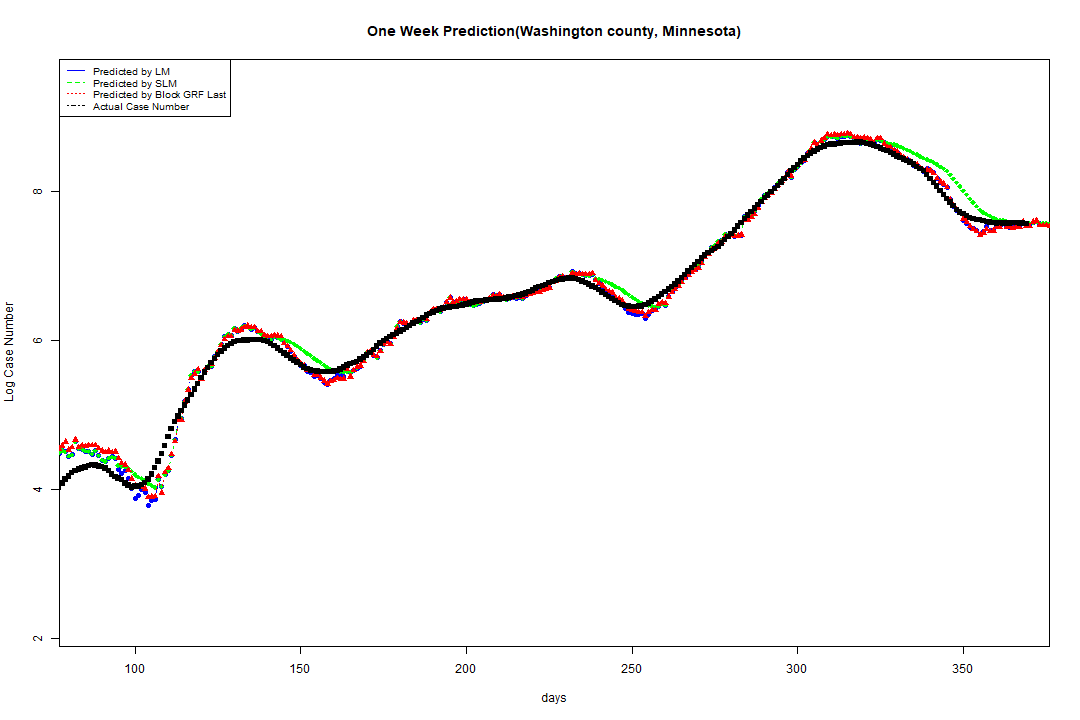 One Week Prediction(Washington county, Minnesota)
Predicted by LM
Predicted by SLM
Predicted by Block GRF Last
Actual Case Number
Log Case Number
8
6
4
2
100 150 200 250 300 350
days